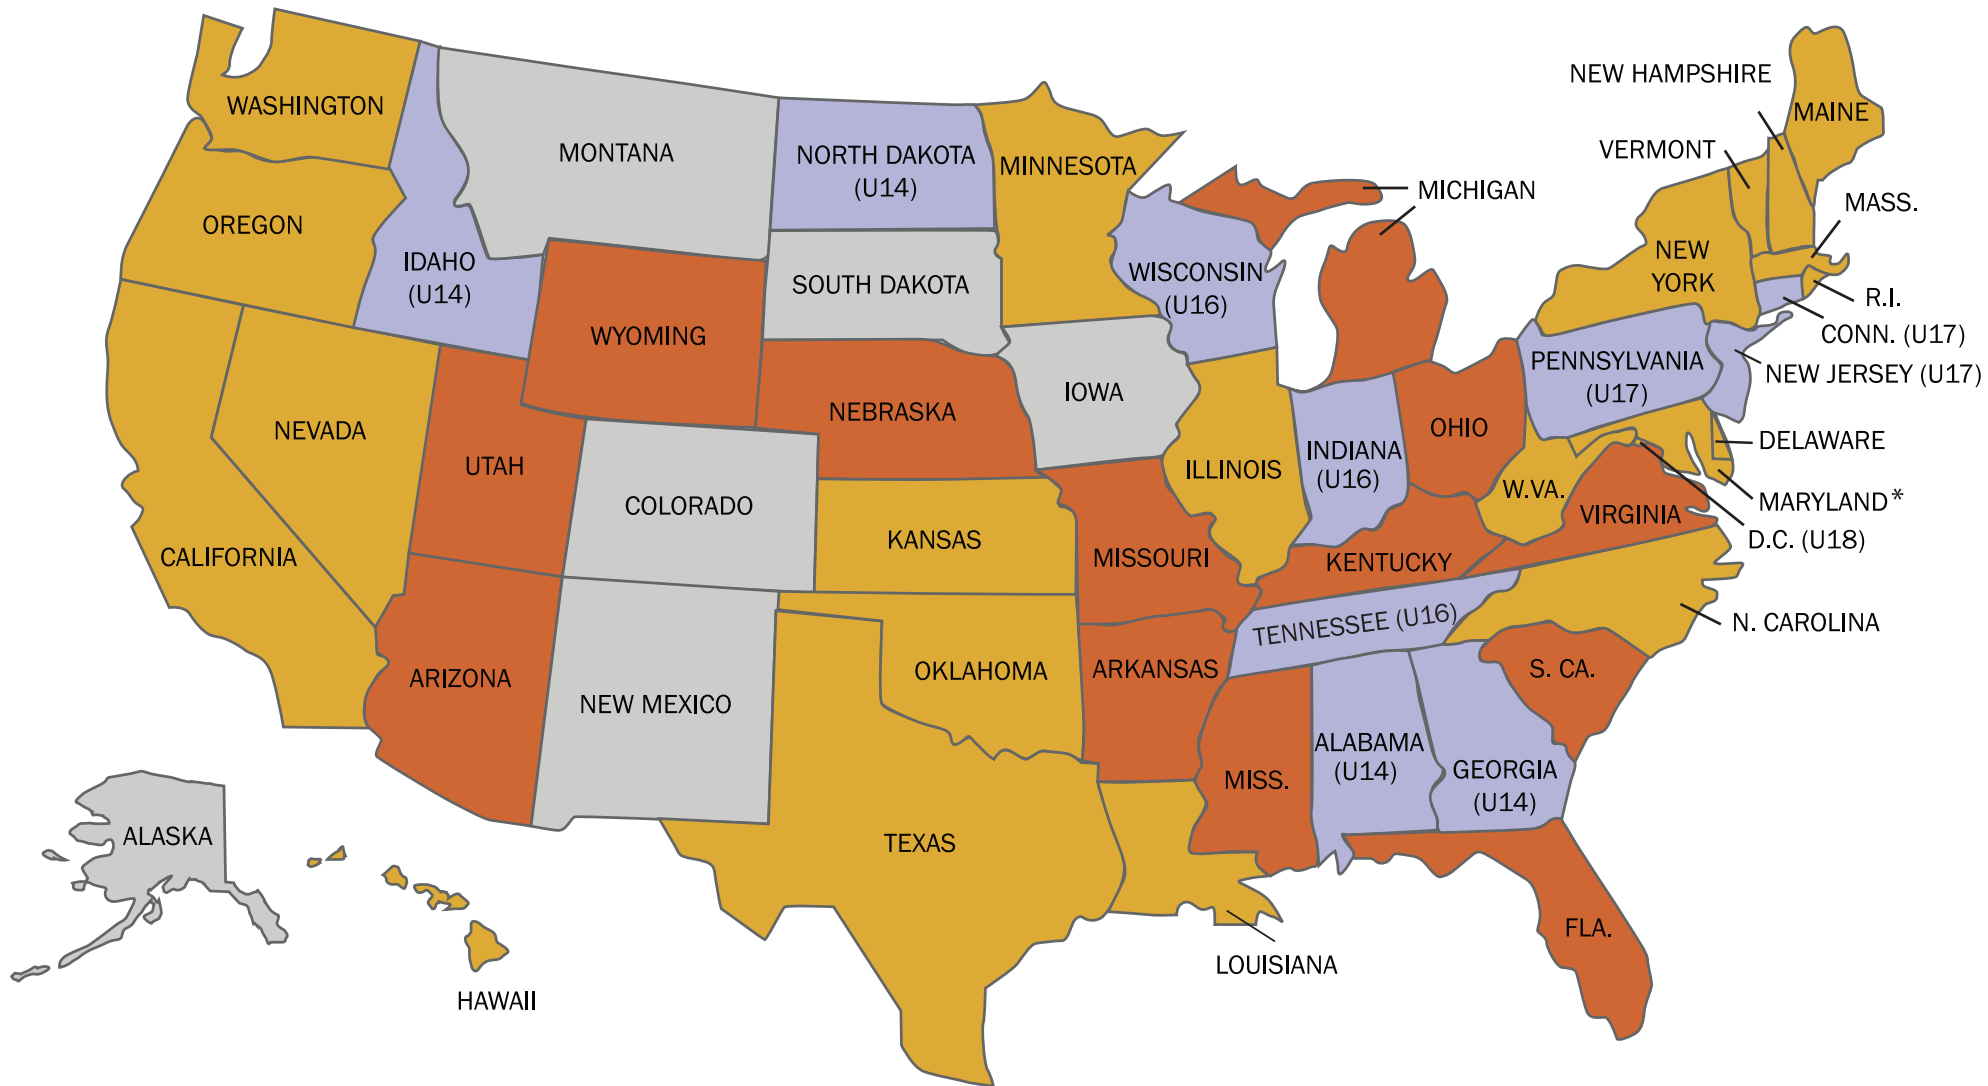 NEW HAMPSHIRE
WASHINGTON
MAINE
MONTANA
NORTH DAKOTA
(U14)
MINNESOTA
VERMONT
MICHIGAN
MASS.
OREGON
IDAHO
(U14)
SOUTH DAKOTA
WISCONSIN
(U16)
NEW
YORK
R.I.
CONN. (U17)
WYOMING
PENNSYLVANIA
(U17)
NEW JERSEY (U17)
IOWA
NEBRASKA
NEVADA
OHIO
DELAWARE
UTAH
ILLINOIS
INDIANA
(U16)
W.VA.
MARYLAND*
COLORADO
VIRGINIA
D.C. (U18)
KANSAS
CALIFORNIA
MISSOURI
KENTUCKY
TENNESSEE (U16)
N. CAROLINA
ARIZONA
OKLAHOMA
ARKANSAS
S. CA.
NEW MEXICO
ALABAMA
(U14)
GEORGIA
(U14)
MISS.
ALASKA
TEXAS
FLA.
LOUISIANA
HAWAII